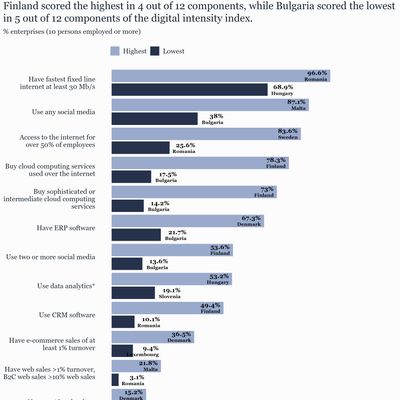 Finland scored the highest in 4 out of 12 components, while Bulgaria scored the lowest
in 5 out of 12 components of the digital intensity index.
% enterprises (10 persons employed or more)
Highest Lowest
Have fastest fixed line
internet at least 30 Mb/s
96.6%
Romania
68.9%
Hungary
Use any social media
87.1%
Malta
38%
Bulgaria
Access to the internet for
over 50% of employees
83.6%
Sweden
25.6%
Romania
Buy cloud computing services
used over the internet
78.3%
Finland
17.5%
Bulgaria
Buy sophisticated or
intermediate cloud computing
services
73%
Finland
14.2%
Bulgaria
Have ERP software
67.3%
Denmark
21.7%
Bulgaria
Use two or more social media
53.6%
Finland
13.6%
Bulgaria
Use data analytics*
53.2%
Hungary
19.1%
Slovenia
Use CRM software
49.4%
Finland
10.1%
Romania
Have e-commerce sales of at
least 1% turnover
36.5%
Denmark
9.4%
Luxembourg
Have web sales >1% turnover,
B2C web sales >10% web sales
21.8%
Malta
3.1%
Romania
15.2%
Denmark